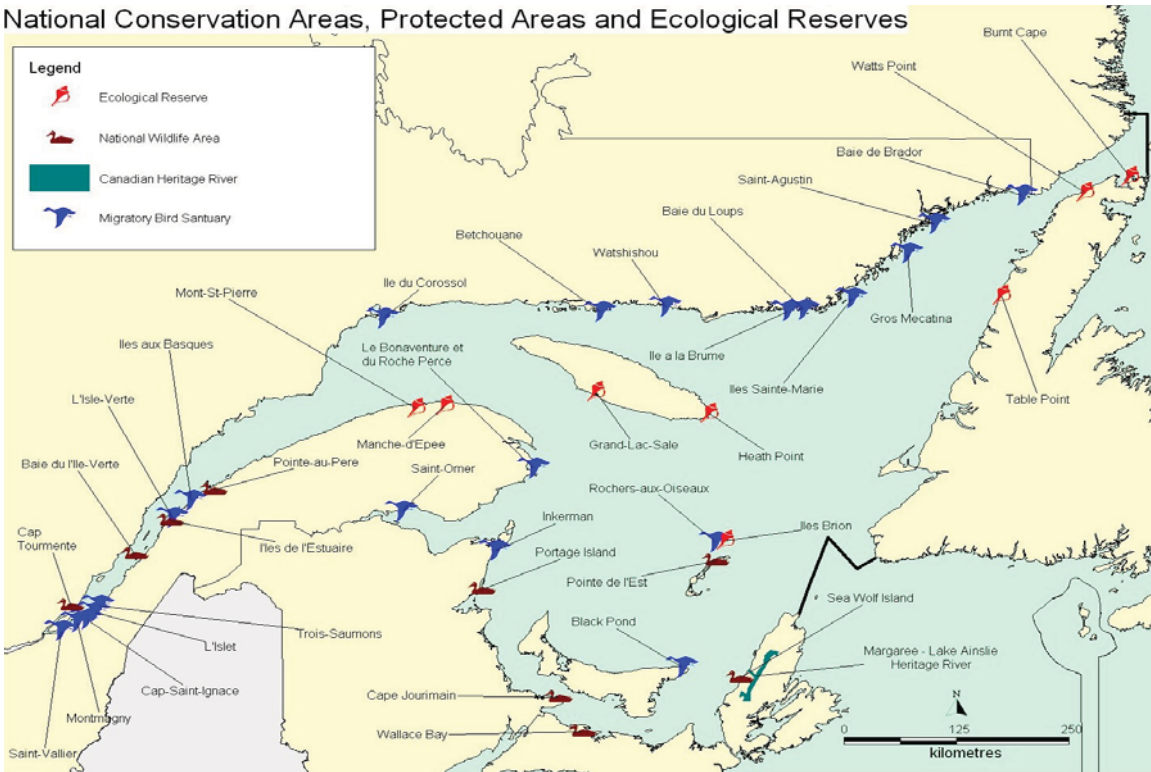 National Conservation Areas, Protected Areas and Ecological Reserves
Legend
Ecological Reserve
National Wildlife Area
Canadian Heritage River
Migratory Bird Santuary
Burnt Cape
Watts Point
Baie de Brador
Saint-Agustin
Baie du Loups
Betchouane
Watshishou
Ile du Corossol
Mont-St-Pierre
Le Bonaventure et
du Roche Perce
Gros Mecatina
Iles aux Basques
Ile a la Brume
Iles Sainte-Marie
L'Isle-Verte
Table Point
Manche-d'Epee
Grand-Lac-Sale
Heath Point
Baie du l'Ile-Verte
Pointe-au-Pere
Saint-Omer
Rochers-aux-Oiseaux
Cap
Tourmente
Inkerman
Iles Brion
l'Iles de l'Estuaire
Portage Island
Pointe de l'Est
Sea Wolf Island
Trois-Saumons
Black Pond
L'Islet
Margaree - Lake Ainslie
Heritage River
Cap-Saint-Ignace
Cape Jourimain
Montmagny
Wallace Bay
Saint-Vallier
N
0 125 250
kilometres